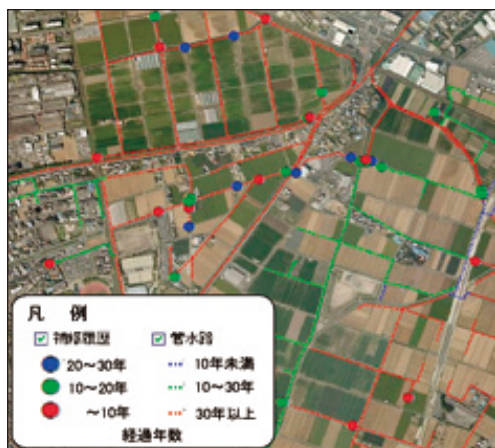 凡 例
補修履歴 管水路
20～30年 10年未満
10～20年 10～30年
～10年 30年以上
経過年数